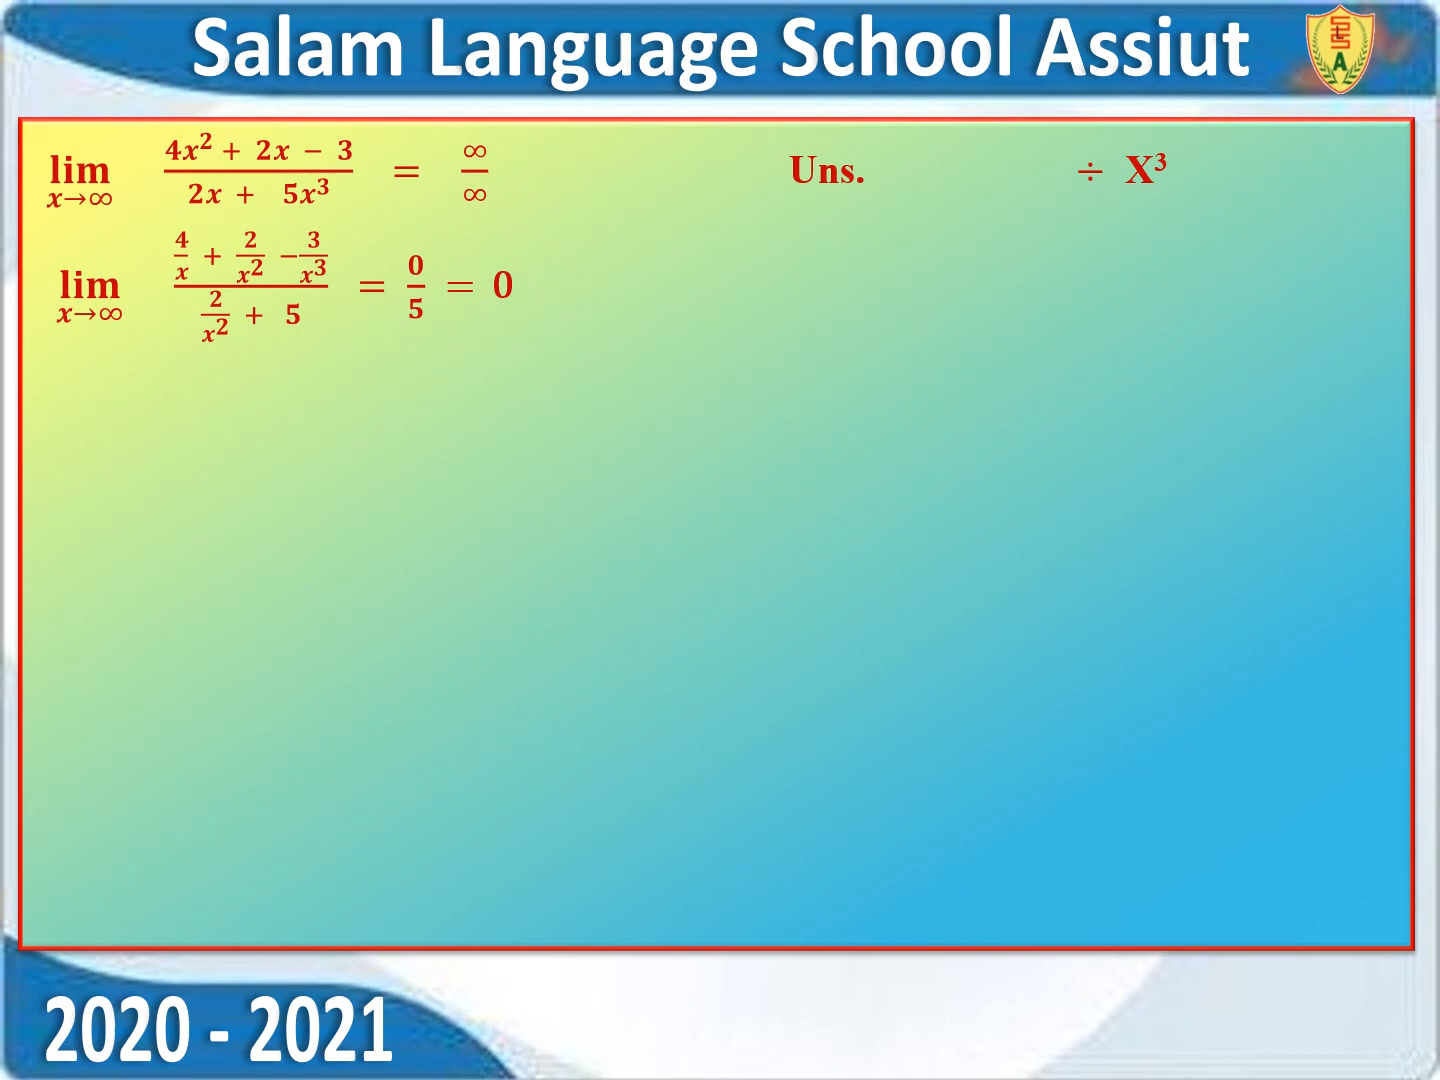 Salam Language School Assiut
lim x→∞ (4x² + 2x − 3)/(2x + 5x³) = ∞/∞ Uns. ÷ X³
lim x→∞ (4/x + 2/x² − 3/x³)/(2/x² + 5) = 0/5 = 0
2020 - 2021